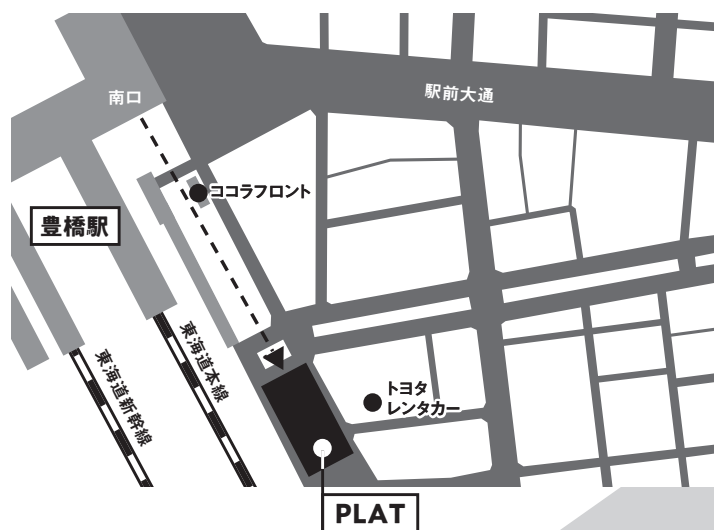 南口
駅前大通
ココラフロント
豊橋駅
東海道新幹線
東海道本線
トヨタ
レンタカー
PLAT